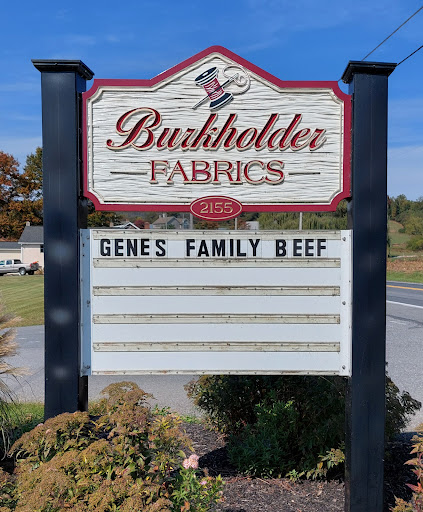 Burkholder
FABRICS
2155
GENES FAMILY BEEF